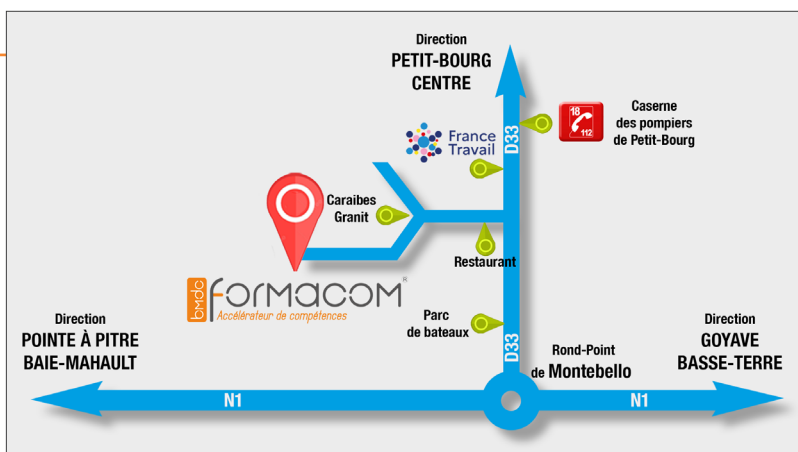 Direction
PETIT-BOURG
CENTRE
18
112
Caserne
des pompiers
de Petit-Bourg
D33
France
Travail
Caraibes
Granit
Restaurant
bmdc
formacom®
Accélérateur de compétences
Parc
de bateaux
D33
Direction
POINTE À PITRE
BAIE-MAHAULT
Rond-Point
de Montebello
Direction
GOYAVE
BASSE-TERRE
N1
N1